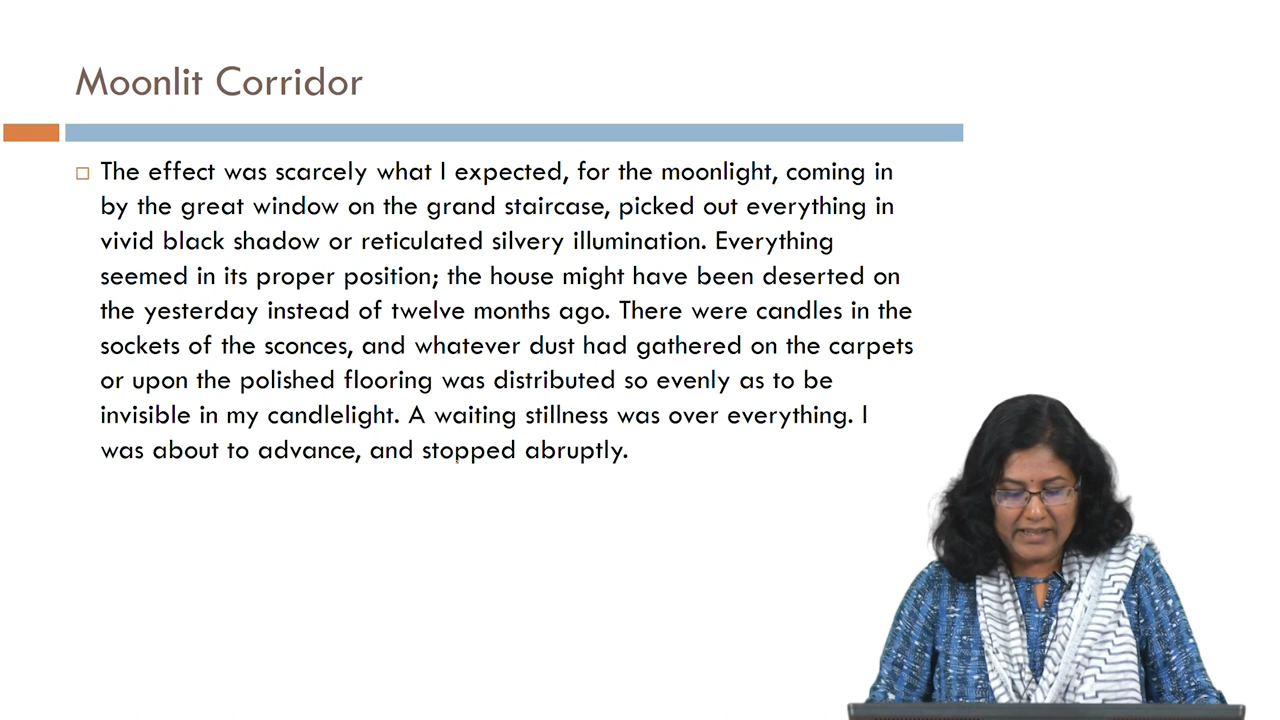 Moonlit Corridor
The effect was scarcely what I expected, for the moonlight, coming in
by the great window on the grand staircase, picked out everything in
vivid black shadow or reticulated silvery illumination. Everything
seemed in its proper position; the house might have been deserted on
the yesterday instead of twelve months ago. There were candles in the
sockets of the sconces, and whatever dust had gathered on the carpets
or upon the polished flooring was distributed so evenly as to be
invisible in my candlelight. A waiting stillness was over everything. I
was about to advance, and stopped abruptly.